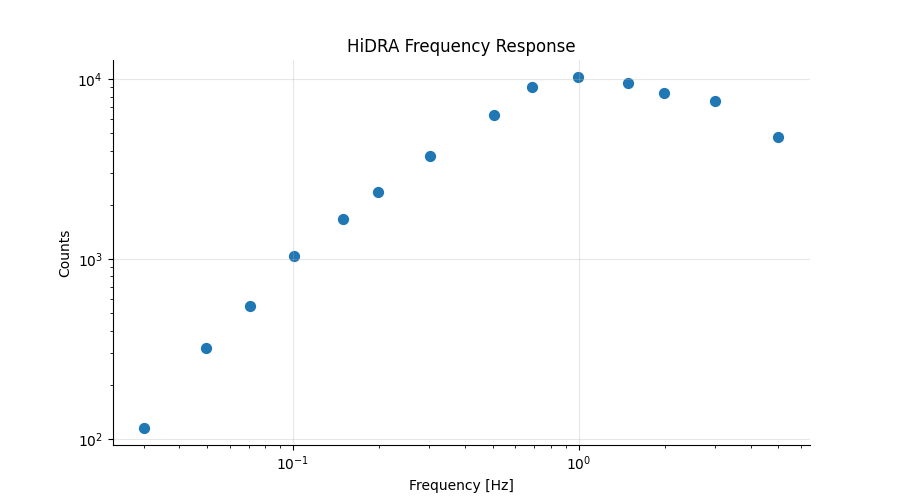 HiDRA Frequency Response
Counts
10⁴
10³
10²
10⁻¹
10⁰
Frequency [Hz]